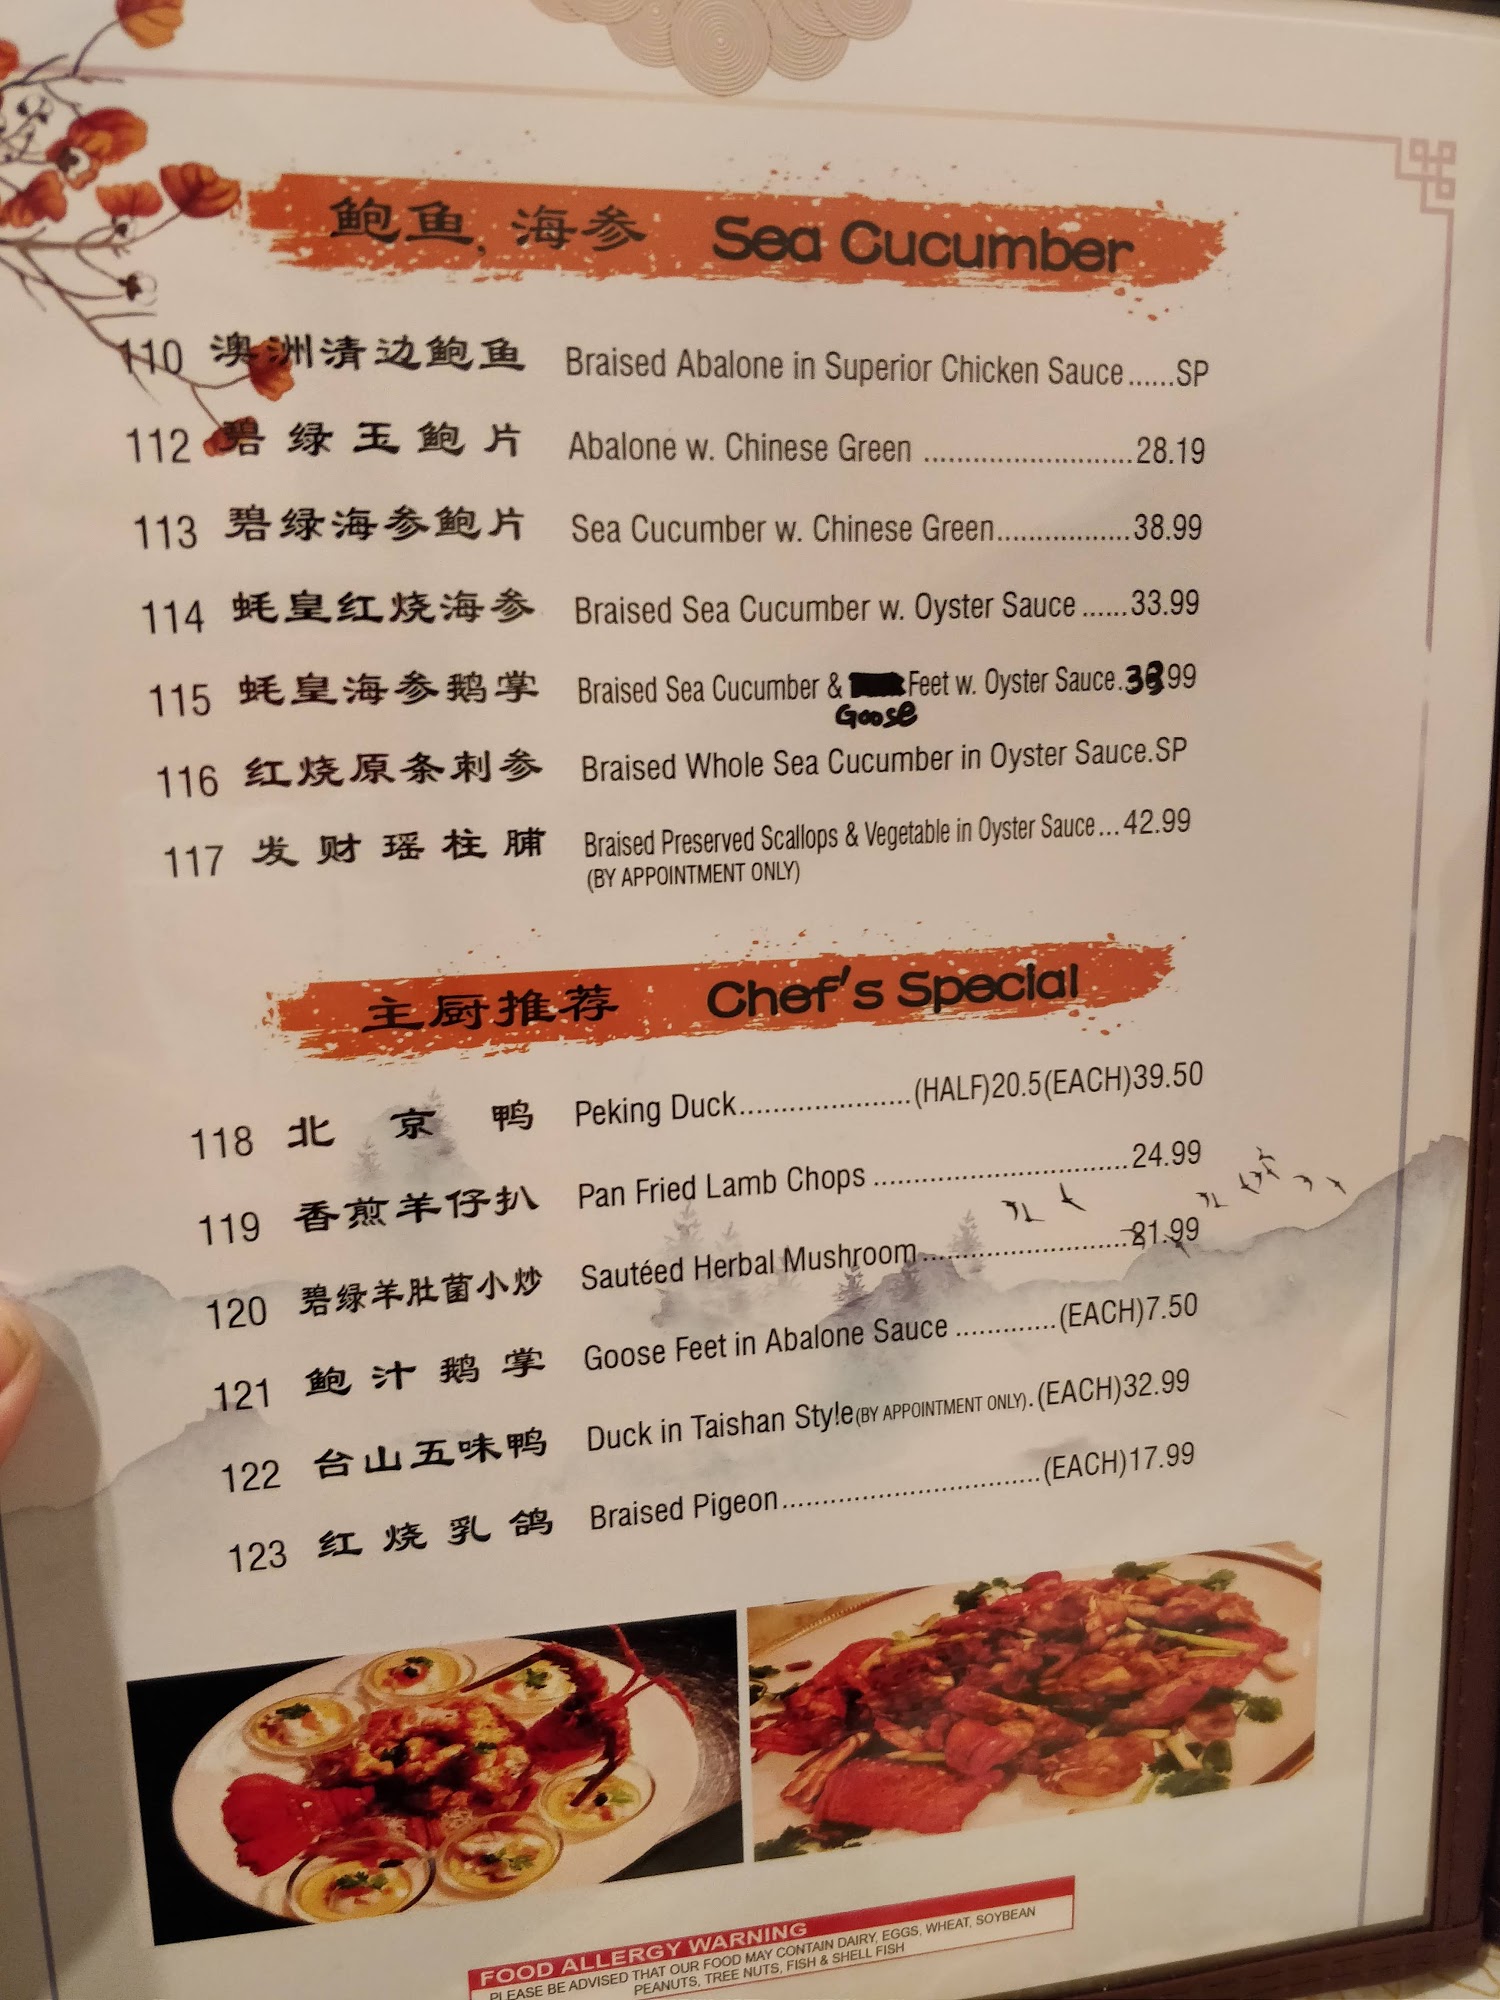 鲍鱼, 海参 Sea Cucumber
110 澳洲清边鲍鱼 Braised Abalone in Superior Chicken Sauce......SP
112 碧绿玉鲍片 Abalone w. Chinese Green .........................28.19
113 碧绿海参鲍片 Sea Cucumber w. Chinese Green................38.99
114 蚝皇红烧海参 Braised Sea Cucumber w. Oyster Sauce ......33.99
115 蚝皇海参鹅掌 Braised Sea Cucumber & Feet w. Oyster Sauce. .99
Goose
116 红烧原条刺参 Braised Whole Sea Cucumber in Oyster Sauce.SP
117 发财瑶柱脯 Braised Preserved Scallops & Vegetable in Oyster Sauce...42.99
(BY APPOINTMENT ONLY)
主厨推荐 Chef's Special
118 北京鸭 Peking Duck.....................(HALF)20.5(EACH)39.50
119 香煎羊仔扒 Pan Fried Lamb Chops ..............................24.99
120 碧绿羊肚菌小炒 Sautéed Herbal Mushroom.........................21.99
121 鲍汁鹅掌 Goose Feet in Abalone Sauce ............(EACH)7.50
122 台山五味鸭 Duck in Taishan Style(BY APPOINTMENT ONLY).(EACH)32.99
123 红烧乳鸽 Braised Pigeon...............................(EACH)17.99
FOOD ALLERGY WARNING
PLEASE BE ADVISED THAT OUR FOOD MAY CONTAIN DAIRY, EGGS, WHEAT, SOYBEAN
PEANUTS, TREE NUTS, FISH & SHELL FISH